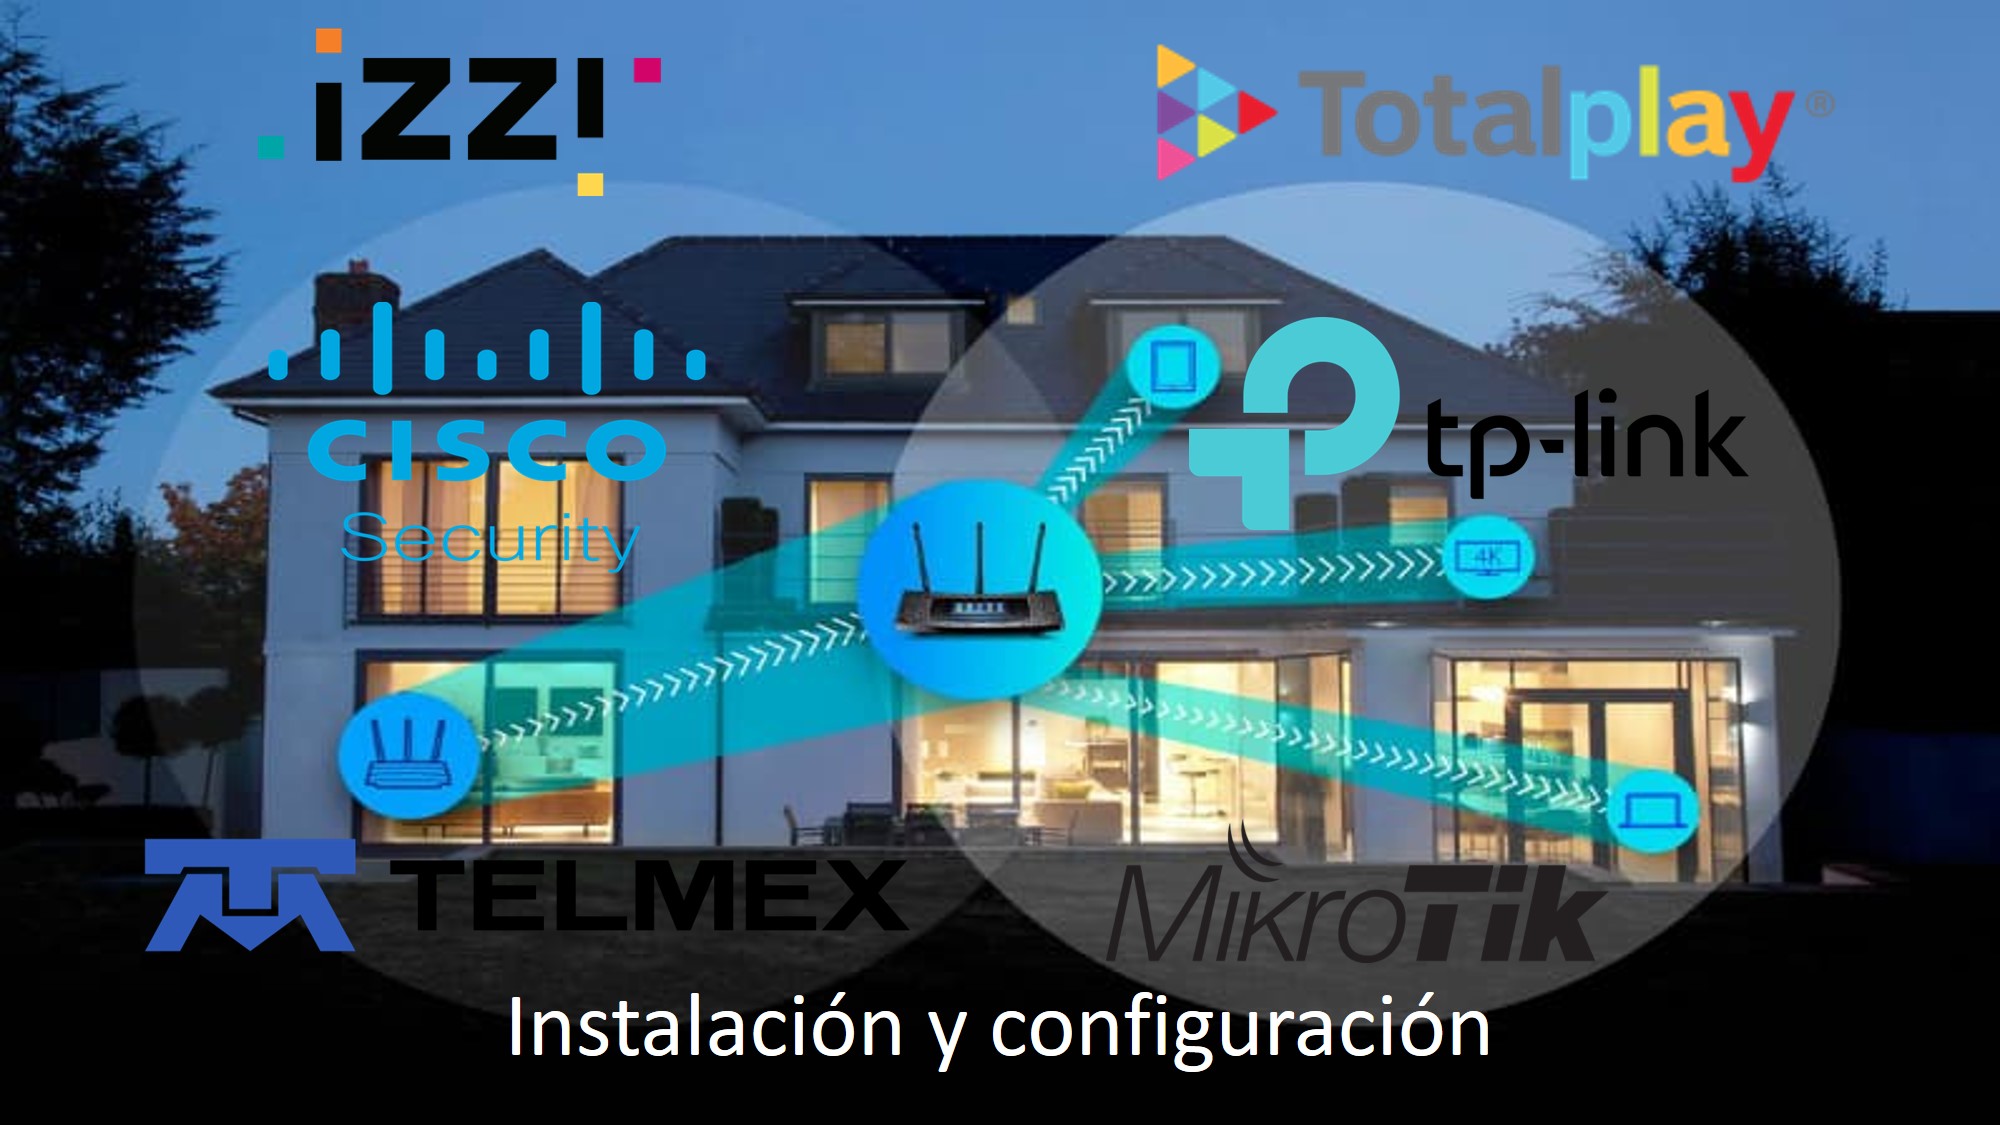 izzi
Totalplay®
CISCO
Security
tp-link
4K
TELMEX
MikroTik
Instalación y configuración